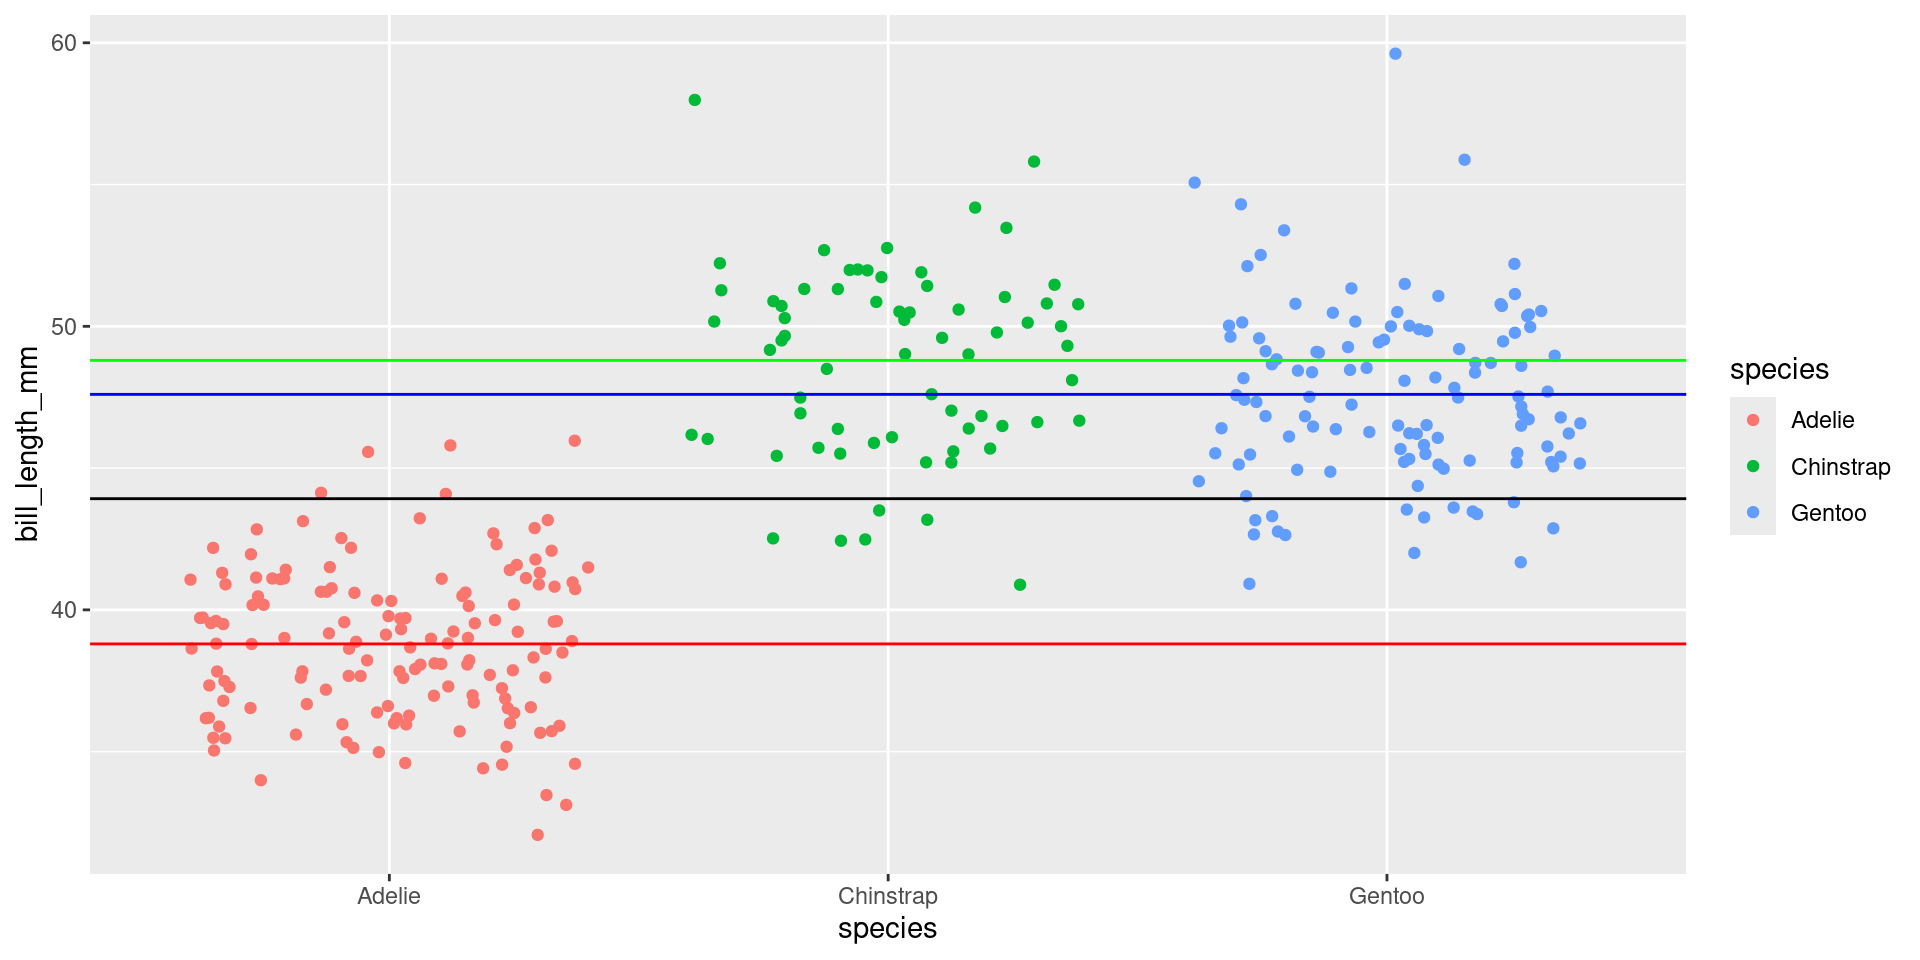 bill_length_mm
60
50
40
Adelie
Chinstrap
Gentoo
species
species
Adelie
Chinstrap
Gentoo